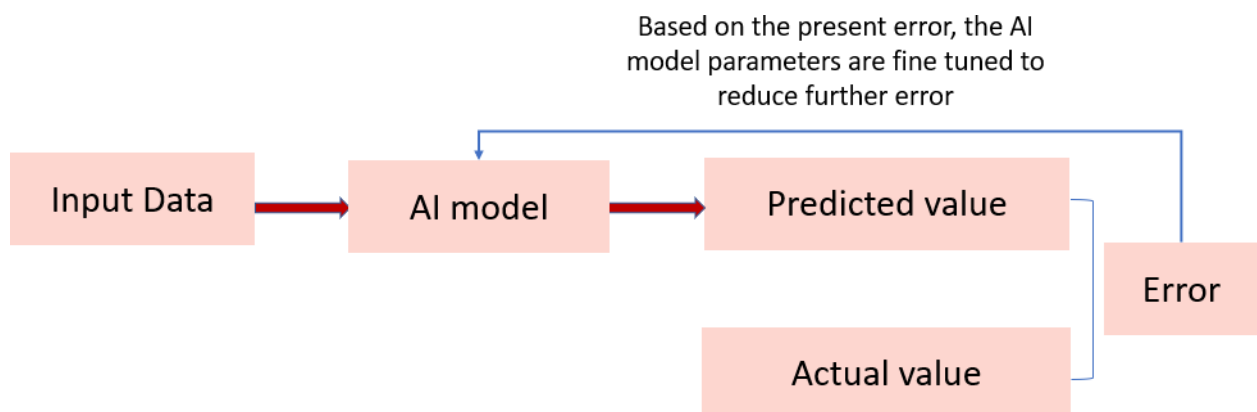 Based on the present error, the AI
model parameters are fine tuned to
reduce further error
Input Data
AI model
Predicted value
Error
Actual value